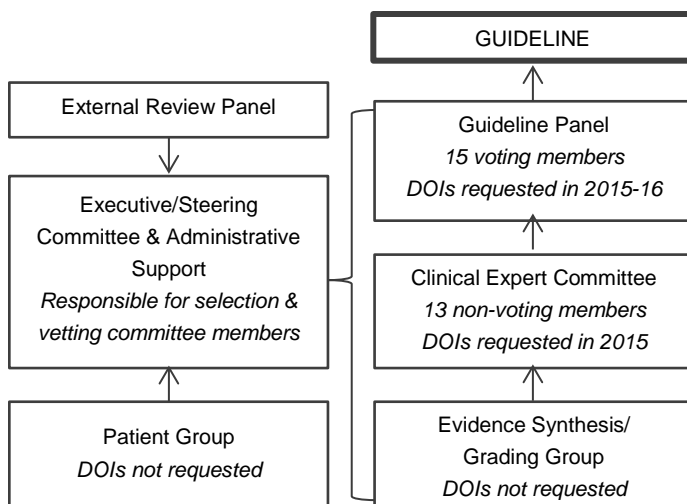 GUIDELINE
External Review Panel
Guideline Panel
15 voting members
DOIs requested in 2015-16
Executive/Steering
Committee & Administrative
Support
Responsible for selection &
vetting committee members
Clinical Expert Committee
13 non-voting members
DOIs requested in 2015
Patient Group
DOIs not requested
Evidence Synthesis/
Grading Group
DOIs not requested